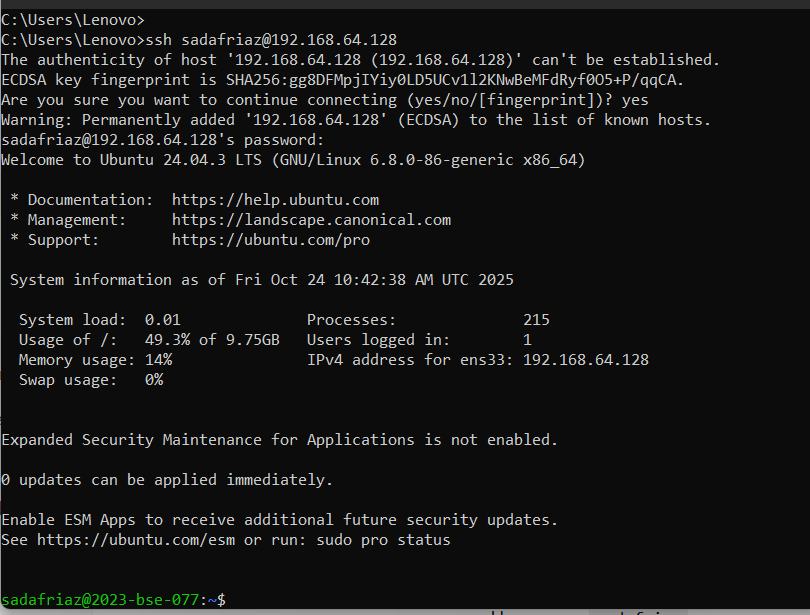 C:\Users\Lenovo>
C:\Users\Lenovo>ssh sadafriaz@192.168.64.128
The authenticity of host '192.168.64.128 (192.168.64.128)' can't be established.
ECDSA key fingerprint is SHA256:gg8DFMpjIYiy0LD5UCv1l2KNwBeMFdRyf0O5+P/qqCA.
Are you sure you want to continue connecting (yes/no/[fingerprint])? yes
Warning: Permanently added '192.168.64.128' (ECDSA) to the list of known hosts.
sadafriaz@192.168.64.128's password:
Welcome to Ubuntu 24.04.3 LTS (GNU/Linux 6.8.0-86-generic x86_64)
* Documentation: https://help.ubuntu.com
* Management: https://landscape.canonical.com
* Support: https://ubuntu.com/pro
System information as of Fri Oct 24 10:42:38 AM UTC 2025
System load: 0.01 Processes: 215
Usage of /: 49.3% of 9.75GB Users logged in: 1
Memory usage: 14% IPv4 address for ens33: 192.168.64.128
Swap usage: 0%
Expanded Security Maintenance for Applications is not enabled.
0 updates can be applied immediately.
Enable ESM Apps to receive additional future security updates.
See https://ubuntu.com/esm or run: sudo pro status
sadafriaz@2023-bse-077:~$